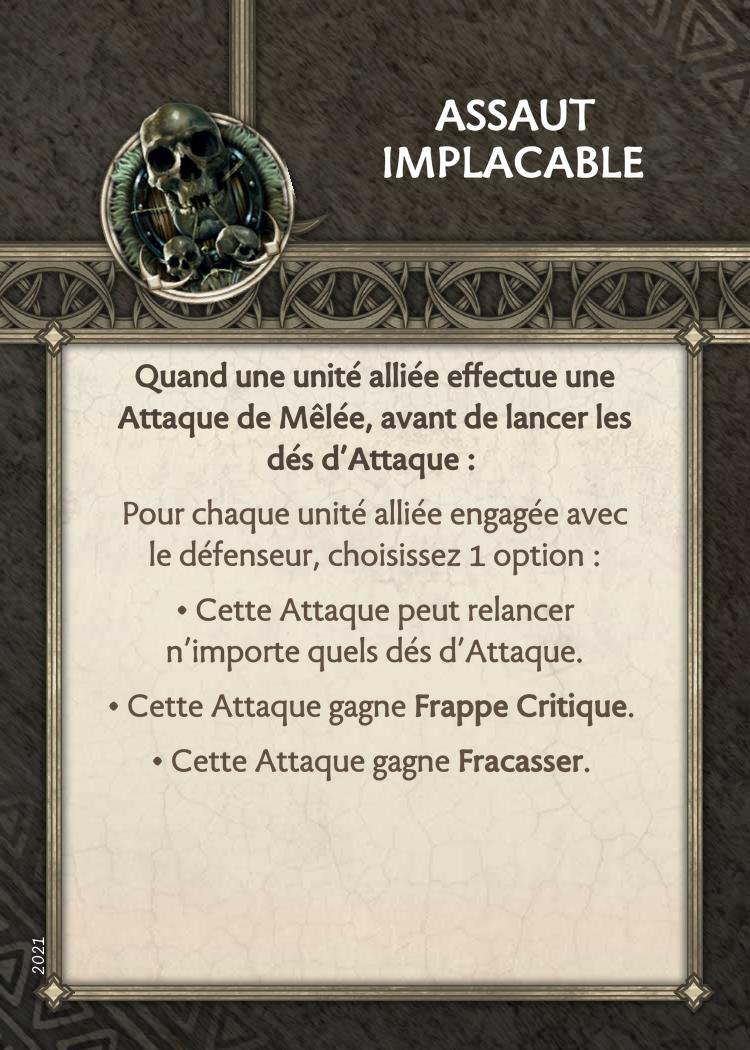 ASSAUT
IMPLACABLE
Quand une unité alliée effectue une
Attaque de Mêlée, avant de lancer les
dés d’Attaque :
Pour chaque unité alliée engagée avec
le défenseur, choisissez 1 option :
• Cette Attaque peut relancer
n’importe quels dés d’Attaque.
• Cette Attaque gagne Frappe Critique.
• Cette Attaque gagne Fracasser.
2021